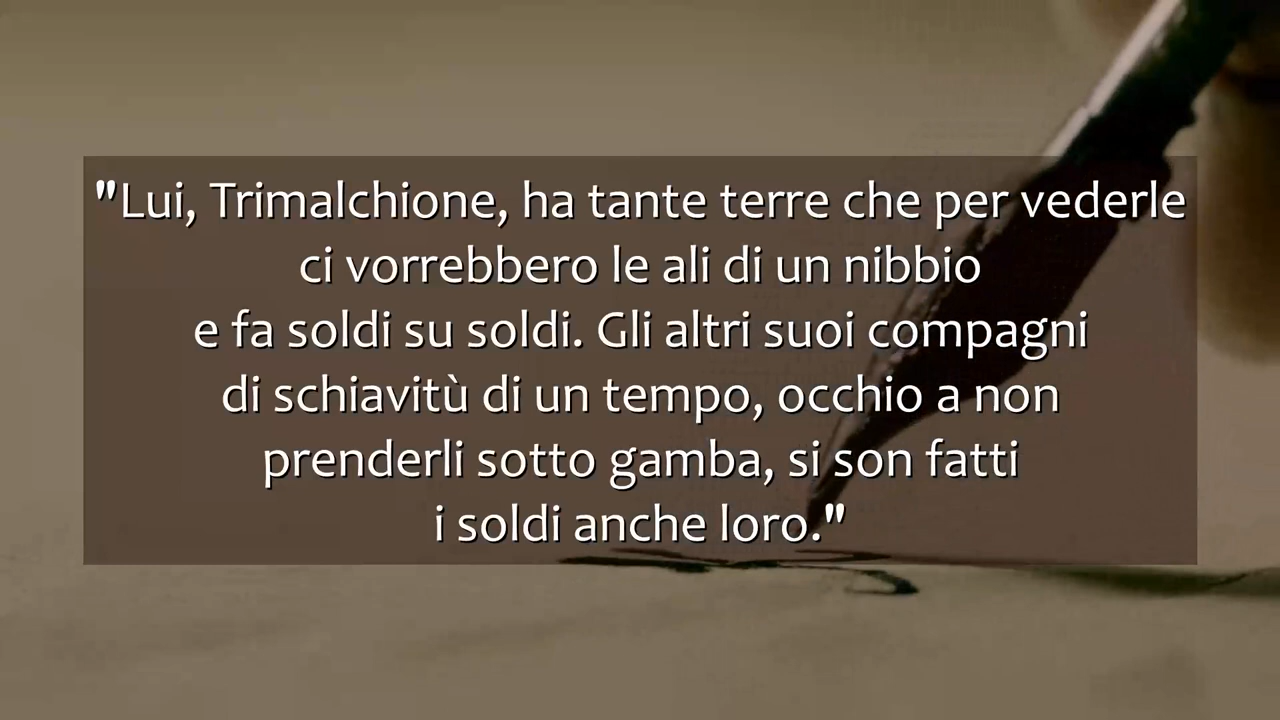 "Lui, Trimalchione, ha tante terre che per vederle
ci vorrebbero le ali di un nibbio
e fa soldi su soldi. Gli altri suoi compagni
di schiavitù di un tempo, occhio a non
prenderli sotto gamba, si son fatti
i soldi anche loro."